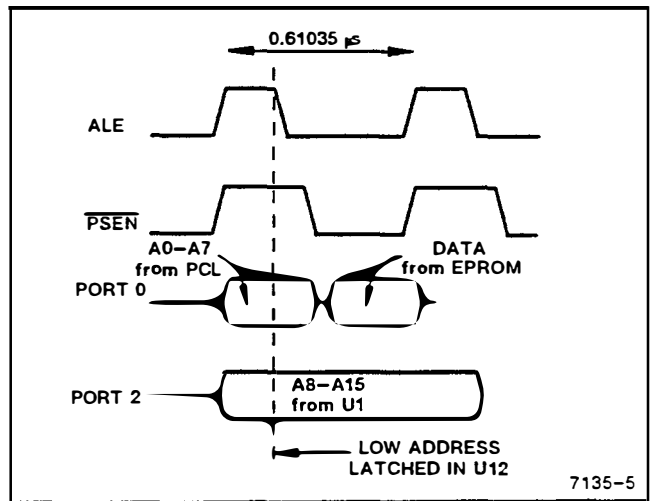 0.61035 µs
ALE
PSEN
A0–A7
from PCL
DATA
from EPROM
PORT 0
PORT 2
A8–A15
from U1
LOW ADDRESS
LATCHED IN U12
7135-5